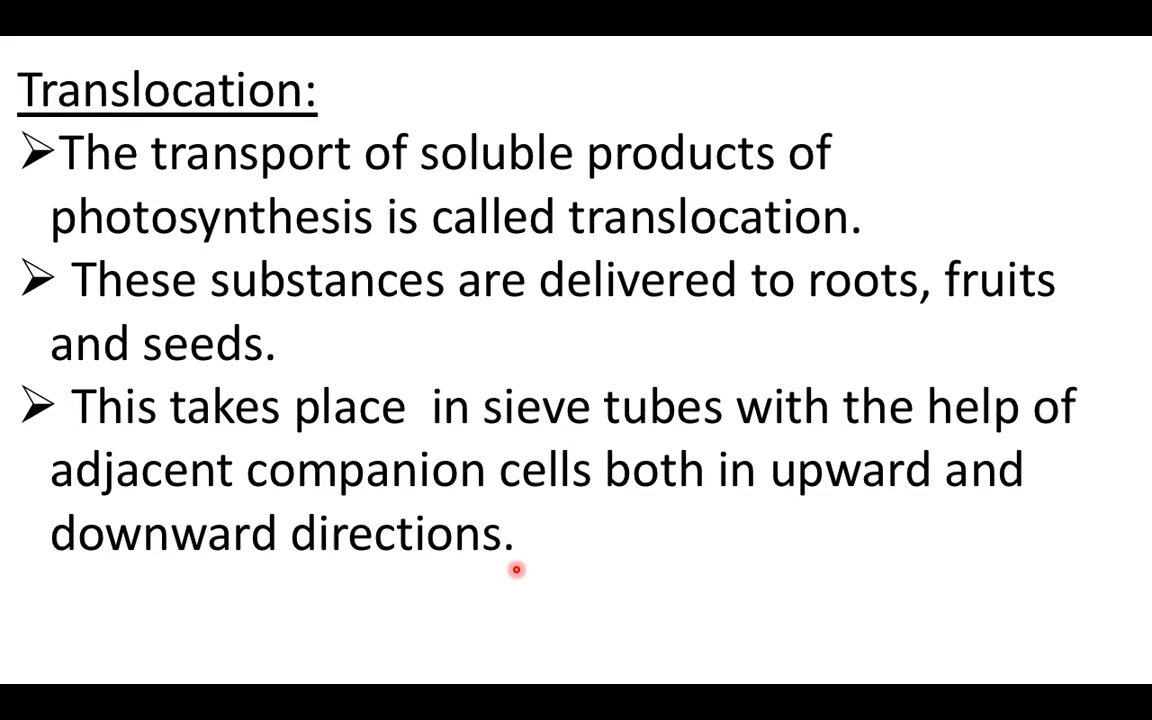 Translocation:
➢The transport of soluble products of
photosynthesis is called translocation.
➢ These substances are delivered to roots, fruits
and seeds.
➢ This takes place  in sieve tubes with the help of
adjacent companion cells both in upward and
downward directions.